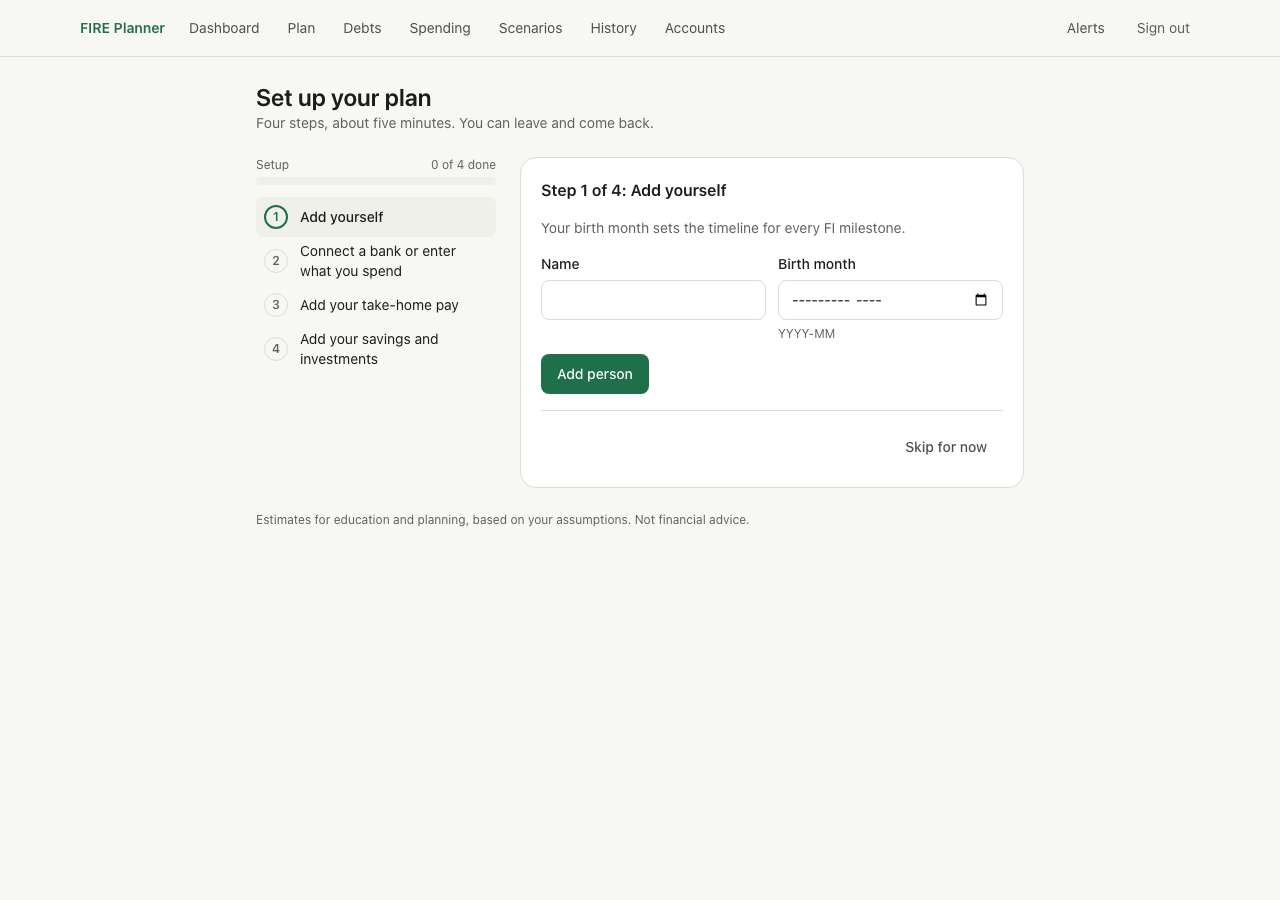 FIRE Planner Dashboard Plan Debts Spending Scenarios History Accounts Alerts Sign out
Set up your plan
Four steps, about five minutes. You can leave and come back.
Setup 0 of 4 done
1 Add yourself
2 Connect a bank or enter
what you spend
3 Add your take-home pay
4 Add your savings and
investments
Step 1 of 4: Add yourself
Your birth month sets the timeline for every FI milestone.
Name Birth month
--------- ----
YYYY-MM
Add person
Skip for now
Estimates for education and planning, based on your assumptions. Not financial advice.